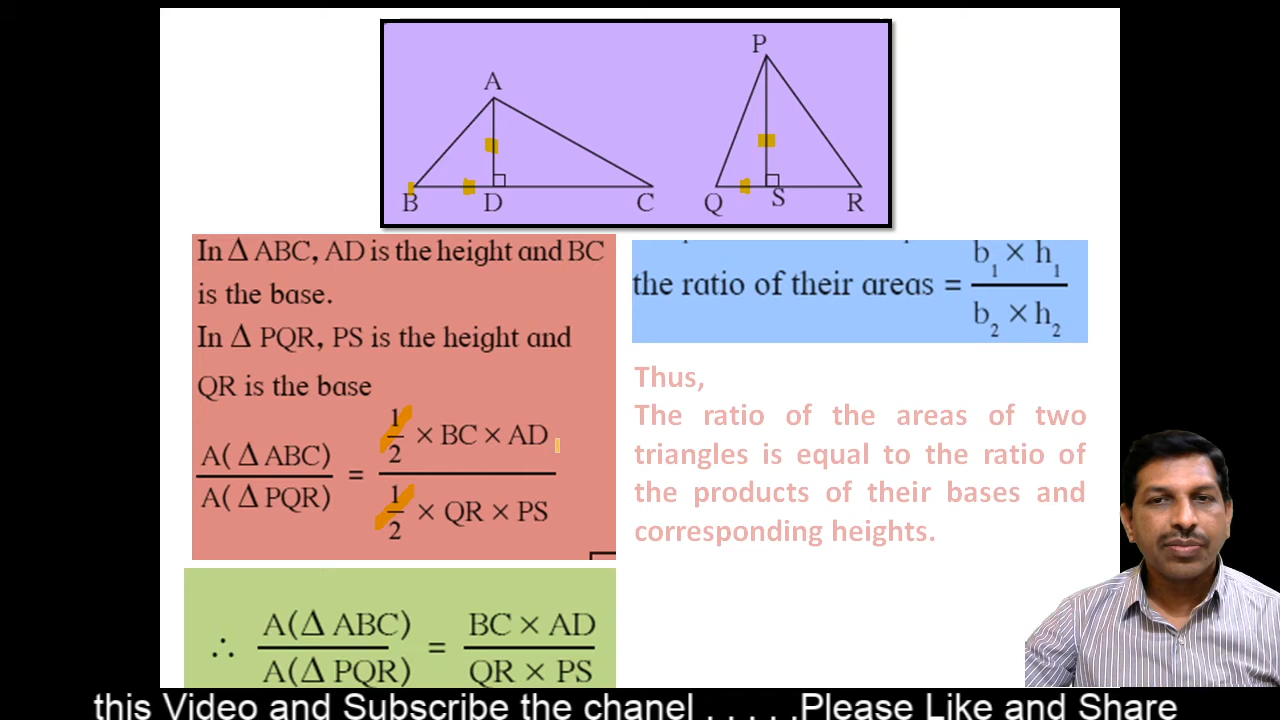 A
P
B
D
C
Q
S
R
In Δ ABC, AD is the height and BC
is the base.
In Δ PQR, PS is the height and
QR is the base
A( Δ ABC) / A( Δ PQR) = 1/2 × BC × AD / 1/2 × QR × PS
∴ A(Δ ABC) / A(Δ PQR) = BC × AD / QR × PS
the ratio of their areas = b₁ × h₁ / b₂ × h₂
Thus,
The ratio of the areas of two
triangles is equal to the ratio of
the products of their bases and
corresponding heights.
this Video and Subscribe the chanel . . . . .Please Like and Share